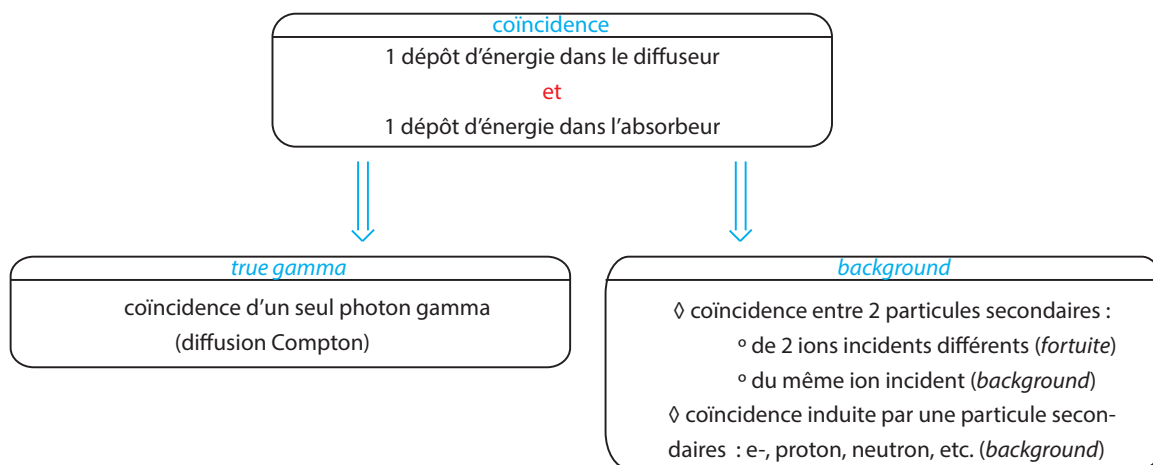 coïncidence
1 dépôt d'énergie dans le diffuseur
et
1 dépôt d'énergie dans l'absorbeur
true gamma
coïncidence d'un seul photon gamma
(diffusion Compton)
background
◊ coïncidence entre 2 particules secondaires :
º de 2 ions incidents différents (fortuite)
º du même ion incident (background)
◊ coïncidence induite par une particule secon-
daires : e-, proton, neutron, etc. (background)